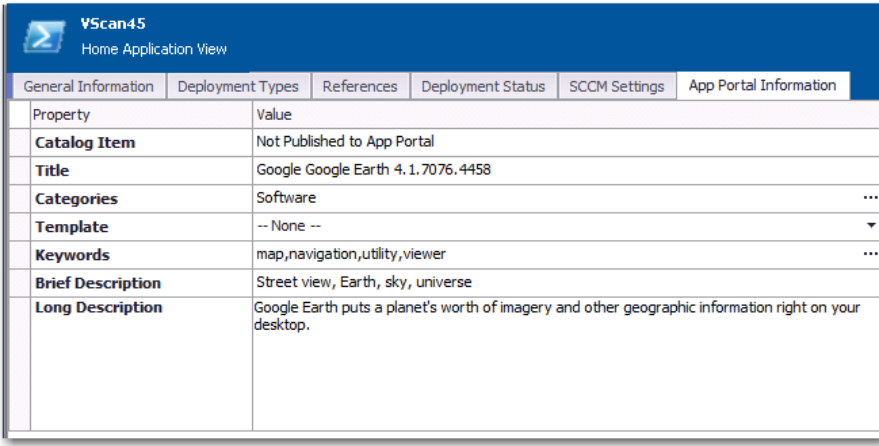 VScan45
Home Application View
General Information Deployment Types References Deployment Status SCCM Settings App Portal Information
Property Value
Catalog Item Not Published to App Portal
Title Google Google Earth 4.1.7076.4458
Categories Software ...
Template -- None --
Keywords map,navigation,utility,viewer ...
Brief Description Street view, Earth, sky, universe
Long Description Google Earth puts a planet's worth of imagery and other geographic information right on your
desktop.